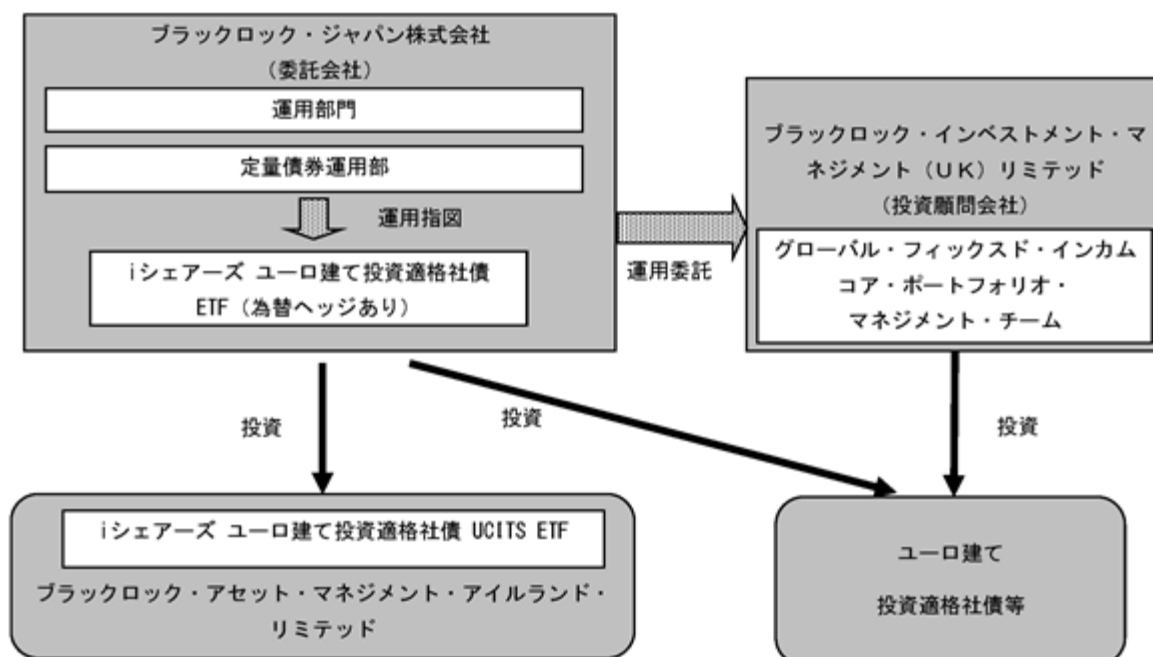 ブラックロック・ジャパン株式会社
（委託会社）
運用部門
定量債券運用部
運用指図
iシェアーズ ユーロ建て投資適格社債
ETF（為替ヘッジあり）
運用委託
ブラックロック・インベストメント・マ
ネジメント（ＵＫ）リミテッド
（投資顧問会社）
グローバル・フィックスド・インカム
コア・ポートフォリオ・
マネジメント・チーム
投資
投資
投資
iシェアーズ ユーロ建て投資適格社債 UCITS ETF
ブラックロック・アセット・マネジメント・アイルランド・
リミテッド
ユーロ建て
投資適格社債等